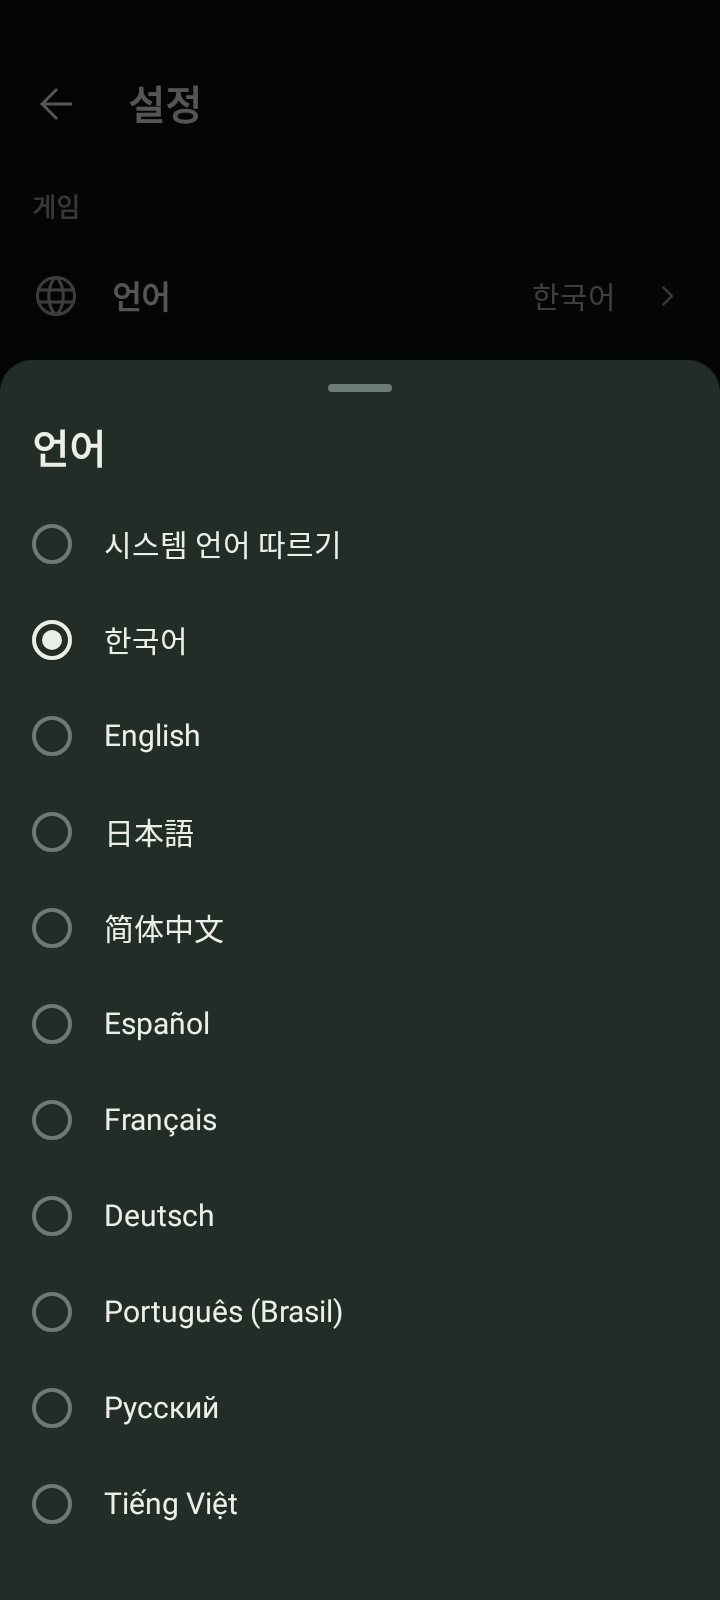 설정
게임
언어 한국어
언어
시스템 언어 따르기
한국어
English
日本語
简体中文
Español
Français
Deutsch
Português (Brasil)
Русский
Tiếng Việt